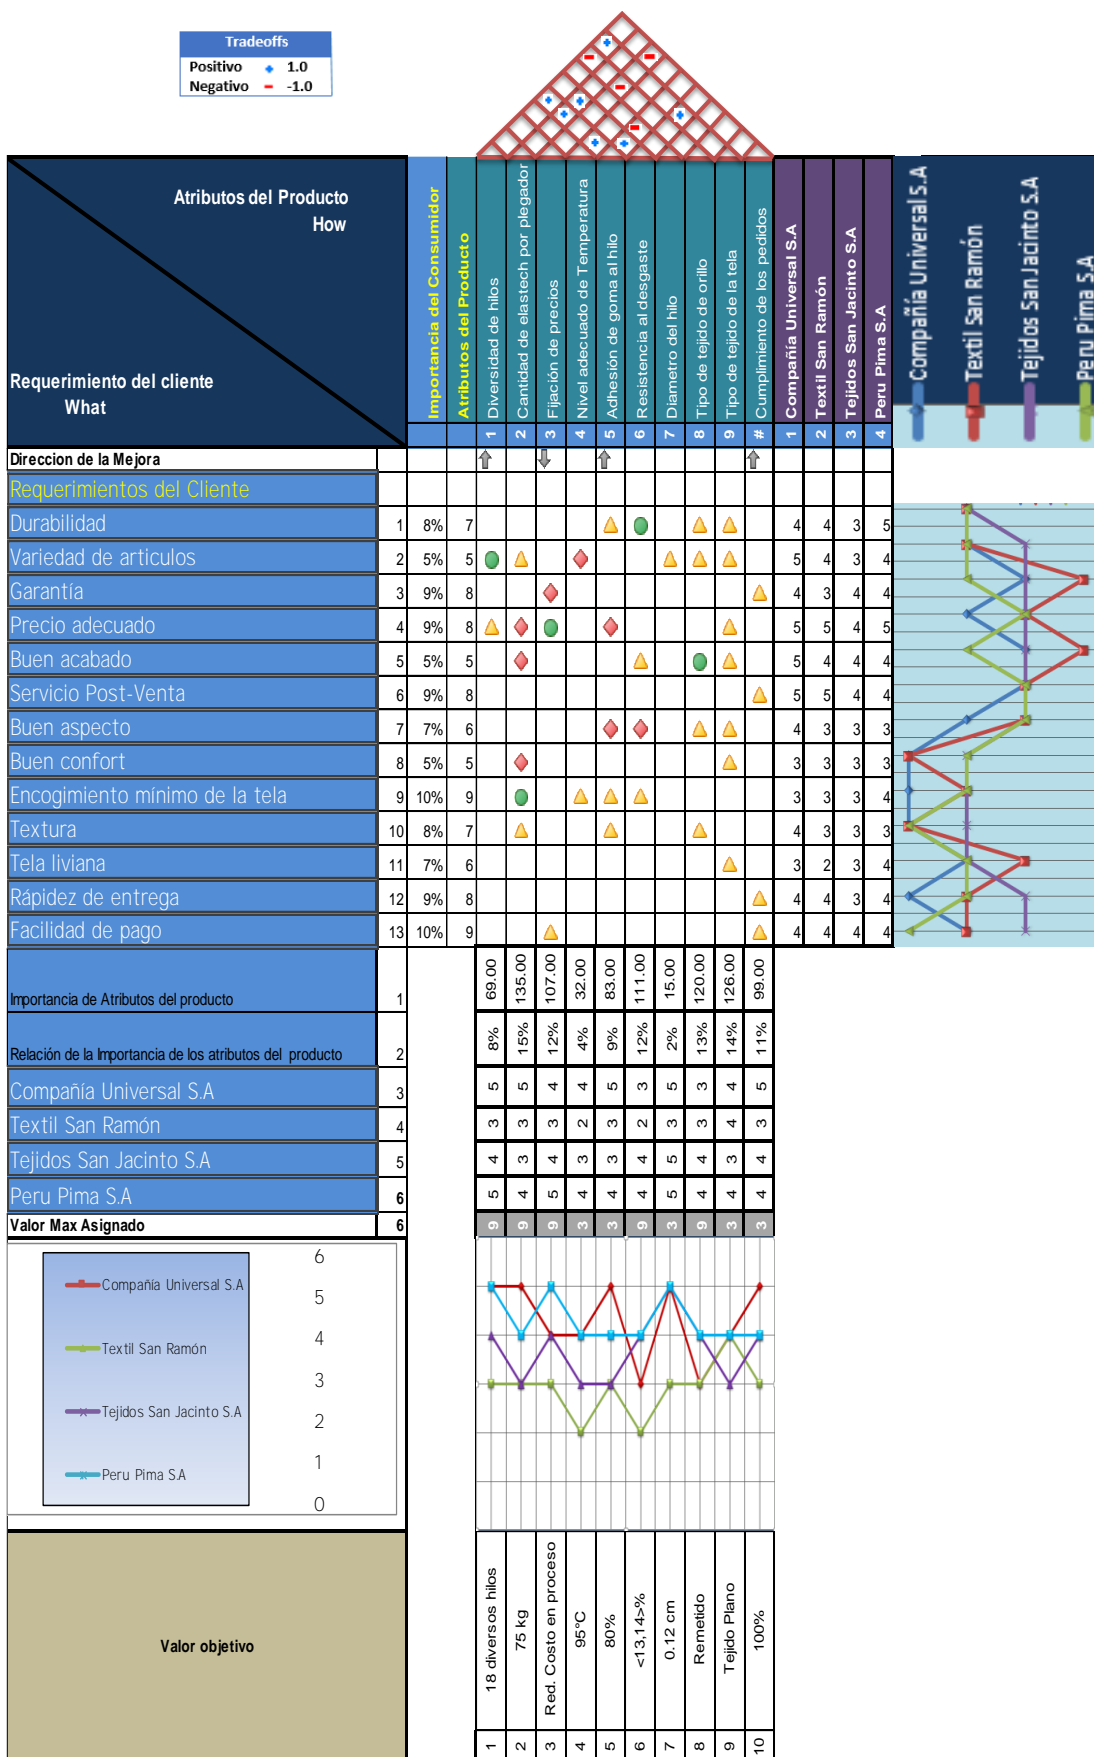 Tradeoffs
Positivo 1.0
Negativo -1.0
Atributos del Producto
How
Requerimiento del cliente
What
Importancia del Consumidor
Atributos del Producto
Diversidad de hilos
Cantidad de elastech por plegador
Fijación de precios
Nivel adecuado de Temperatura
Adhesión de goma al hilo
Resistencia al desgaste
Diametro del hilo
Tipo de tejido de orillo
Tipo de tejido de la tela
Cumplimiento de los pedidos
Compañía Universal S.A
Textil San Ramón
Tejidos San Jacinto S.A
Peru Pima S.A
Compañía Universal S.A
Textil San Ramón
Tejidos San Jacinto S.A
Peru Pima S.A
1 2 3 4 5 6 7 8 9 # 1 2 3 4
Direccion de la Mejora
Requerimientos del Cliente
Durabilidad 1 8% 7 4 4 3 5
Variedad de articulos 2 5% 5 5 4 3 4
Garantía 3 9% 8 4 3 4 4
Precio adecuado 4 9% 8 5 5 4 5
Buen acabado 5 5% 5 5 4 4 4
Servicio Post-Venta 6 9% 8 5 5 4 4
Buen aspecto 7 7% 6 4 3 3 3
Buen confort 8 5% 5 3 3 3 3
Encogimiento mínimo de la tela 9 10% 9 3 3 3 4
Textura 10 8% 7 4 3 3 3
Tela liviana 11 7% 6 3 2 3 4
Rápidez de entrega 12 9% 8 4 4 3 4
Facilidad de pago 13 10% 9 4 4 4 4
Importancia de Atributos del producto 1 69.00 135.00 107.00 32.00 83.00 111.00 15.00 120.00 126.00 99.00
Relación de la Importancia de los atributos del producto 2 8% 15% 12% 4% 9% 12% 2% 13% 14% 11%
Compañía Universal S.A 3 5 5 4 4 5 3 5 3 4 5
Textil San Ramón 4 3 3 3 2 3 2 3 3 4 3
Tejidos San Jacinto S.A 5 4 3 4 3 3 4 5 4 3 4
Peru Pima S.A 6 5 4 5 4 4 4 5 4 4 4
Valor Max Asignado 6 9 9 9 3 3 9 3 9 3 3
Compañia Universal S.A
Textil San Ramón
Tejidos San Jacinto S.A
Peru Pima S.A
6
5
4
3
2
1
0
Valor objetivo
18 diversos hilos
75 kg
Red. Costo en proceso
95°C
80%
<13,14>%
0.12 cm
Remetido
Tejido Plano
100%
1 2 3 4 5 6 7 8 9 10